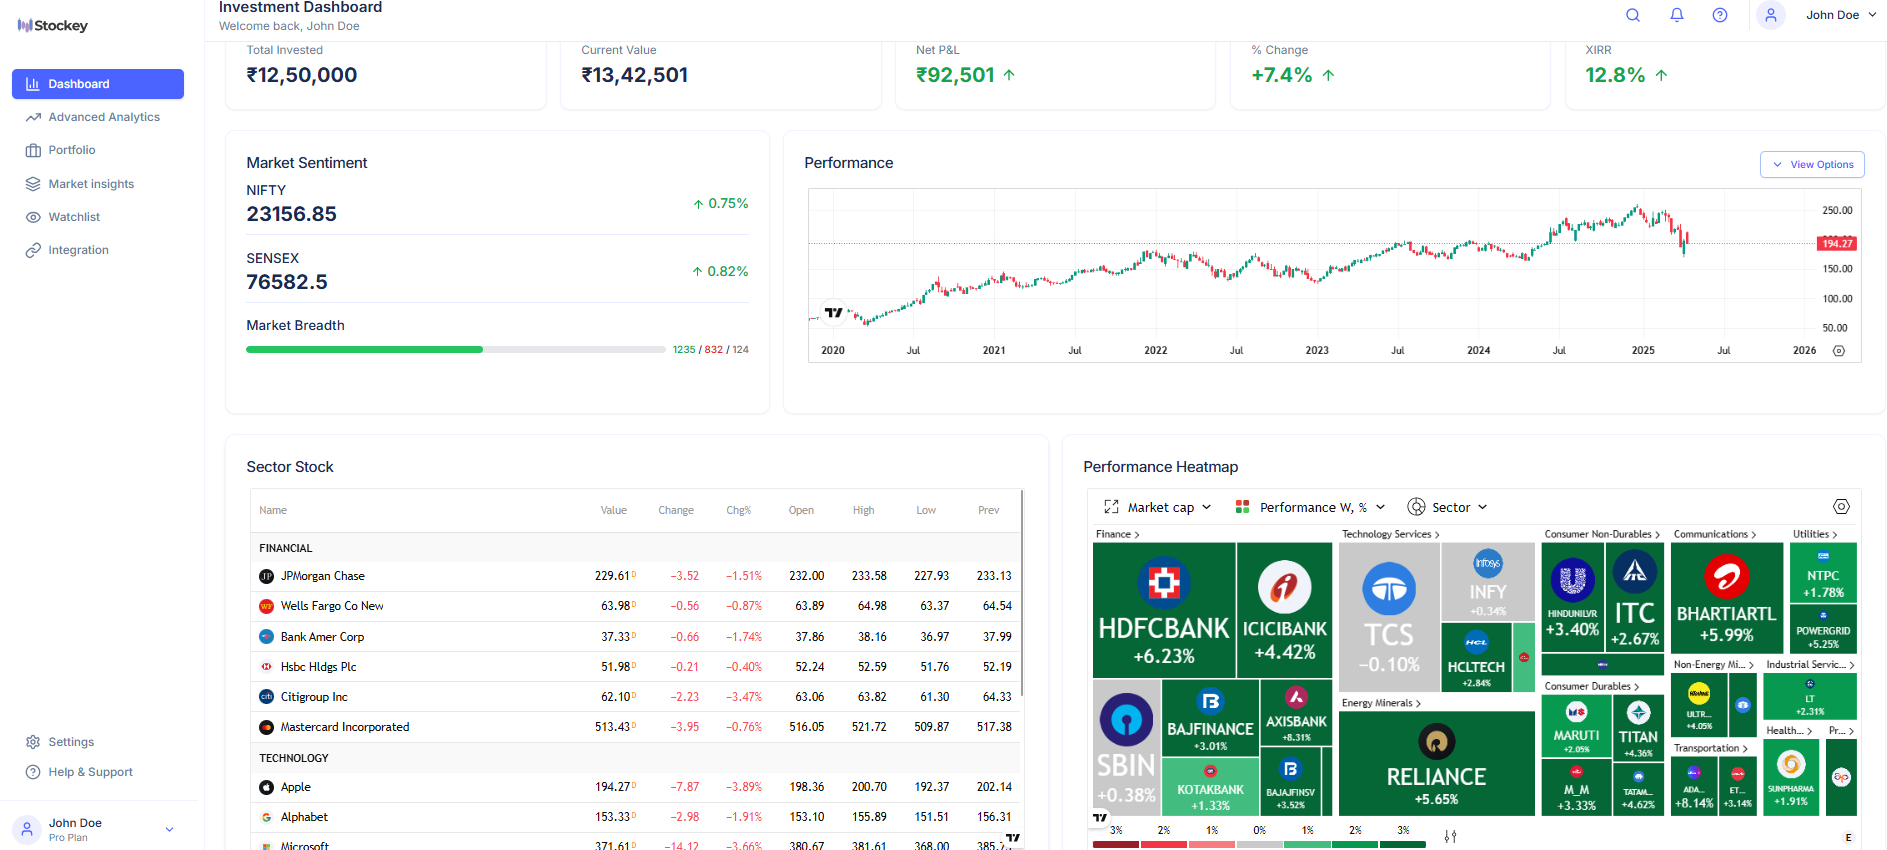 Stockey
Investment Dashboard
Welcome back, John Doe
John Doe
Dashboard
Advanced Analytics
Portfolio
Market insights
Watchlist
Integration
Settings
Help & Support
John Doe
Pro Plan
Total Invested
₹12,50,000
Current Value
₹13,42,501
Net P&L
₹92,501
% Change
+7.4%
XIRR
12.8%
Market Sentiment
NIFTY
23156.85
0.75%
SENSEX
76582.5
0.82%
Market Breadth
1235 / 832 / 124
Performance
View Options
250.00
194.27
150.00
100.00
50.00
2020 Jul 2021 Jul 2022 Jul 2023 Jul 2024 Jul 2025 Jul 2026
Sector Stock
Name Value Change Chg% Open High Low Prev
FINANCIAL
JP JPMorgan Chase 229.61 D −3.52 −1.51% 232.00 233.58 227.93 233.13
WF Wells Fargo Co New 63.98 D −0.56 −0.87% 63.89 64.98 63.37 64.54
Bank Amer Corp 37.33 D −0.66 −1.74% 37.86 38.16 36.97 37.99
Hsbc Hldgs Plc 51.98 D −0.21 −0.40% 52.24 52.59 51.76 52.19
citi Citigroup Inc 62.10 D −2.23 −3.47% 63.06 63.82 61.30 64.33
Mastercard Incorporated 513.43 D −3.95 −0.76% 516.05 521.72 509.87 517.38
TECHNOLOGY
Apple 194.27 D −7.87 −3.89% 198.36 200.70 192.37 202.14
Alphabet 153.33 D −2.98 −1.91% 153.10 155.89 151.51 156.31
Microsoft 371.61 D −14.12 −3.66% 380.67 381.61 368.00 385.7
Performance Heatmap
Market cap Performance W, % Sector
Finance
HDFCBANK
+6.23%
ICICIBANK
+4.42%
SBIN
+0.38%
BAJFINANCE
+3.01%
AXISBANK
+8.31%
KOTAKBANK
+1.33%
BAJAJFINSV
+3.52%
Technology Services
TCS
−0.10%
Infosys
INFY
+0.34%
HCL
HCLTECH
+2.84%
Energy Minerals
RELIANCE
+5.65%
Consumer Non-Durables
HINDUNILVR
+3.40%
ITC
+2.67%
Consumer Durables
MARUTI
+2.05%
TITAN
+4.36%
M_M
+3.33%
TATAM...
+4.62%
Communications
BHARTIARTL
+5.99%
Utilities
NTPC
+1.78%
POWERGRID
+5.25%
Non-Energy Mi...
ULTR...
+4.05%
Industrial Servic...
LT
+2.31%
Transportation
ADA...
+8.14%
ET...
+3.14%
Health...
SUNPHARMA
+1.91%
Pr...
ap
3% 2% 1% 0% 1% 2% 3%
E